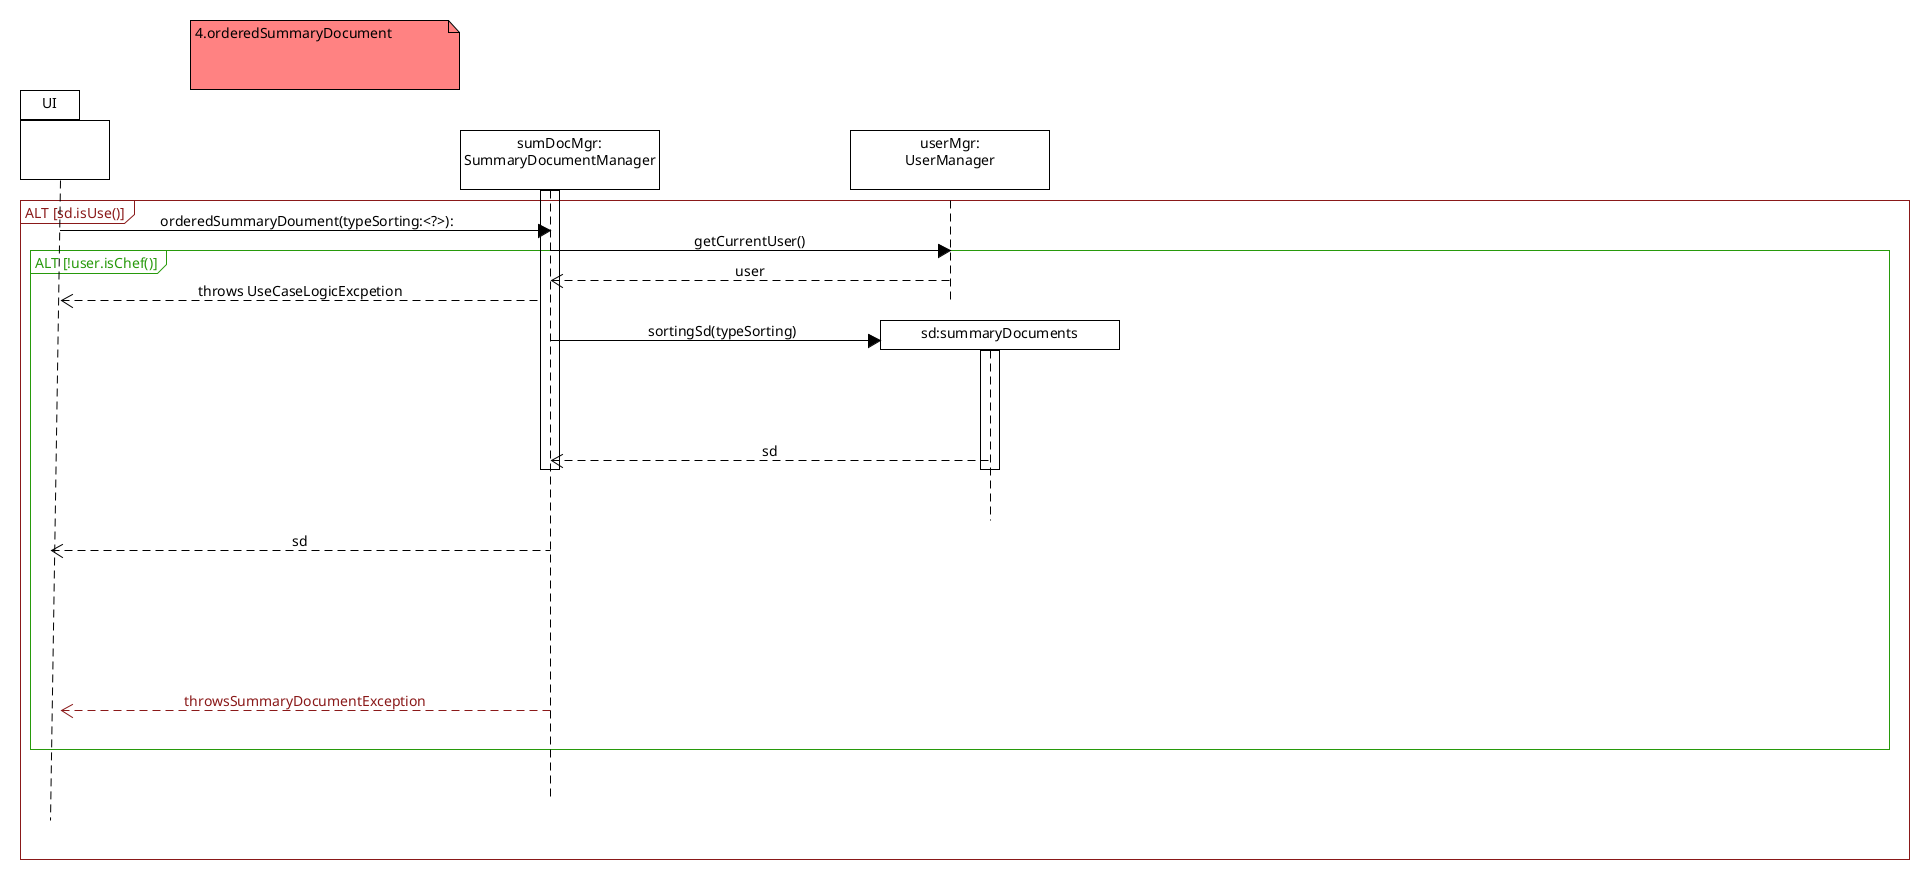 4.orderedSummaryDocument
UI
sumDocMgr:
SummaryDocumentManager
userMgr:
UserManager
ALT [sd.isUse()]
orderedSummaryDoument(typeSorting:<?>):
getCurrentUser()
ALT [!user.isChef()]
user
throws UseCaseLogicExcpetion
sortingSd(typeSorting)
sd:summaryDocuments
sd
sd
throwsSummaryDocumentException